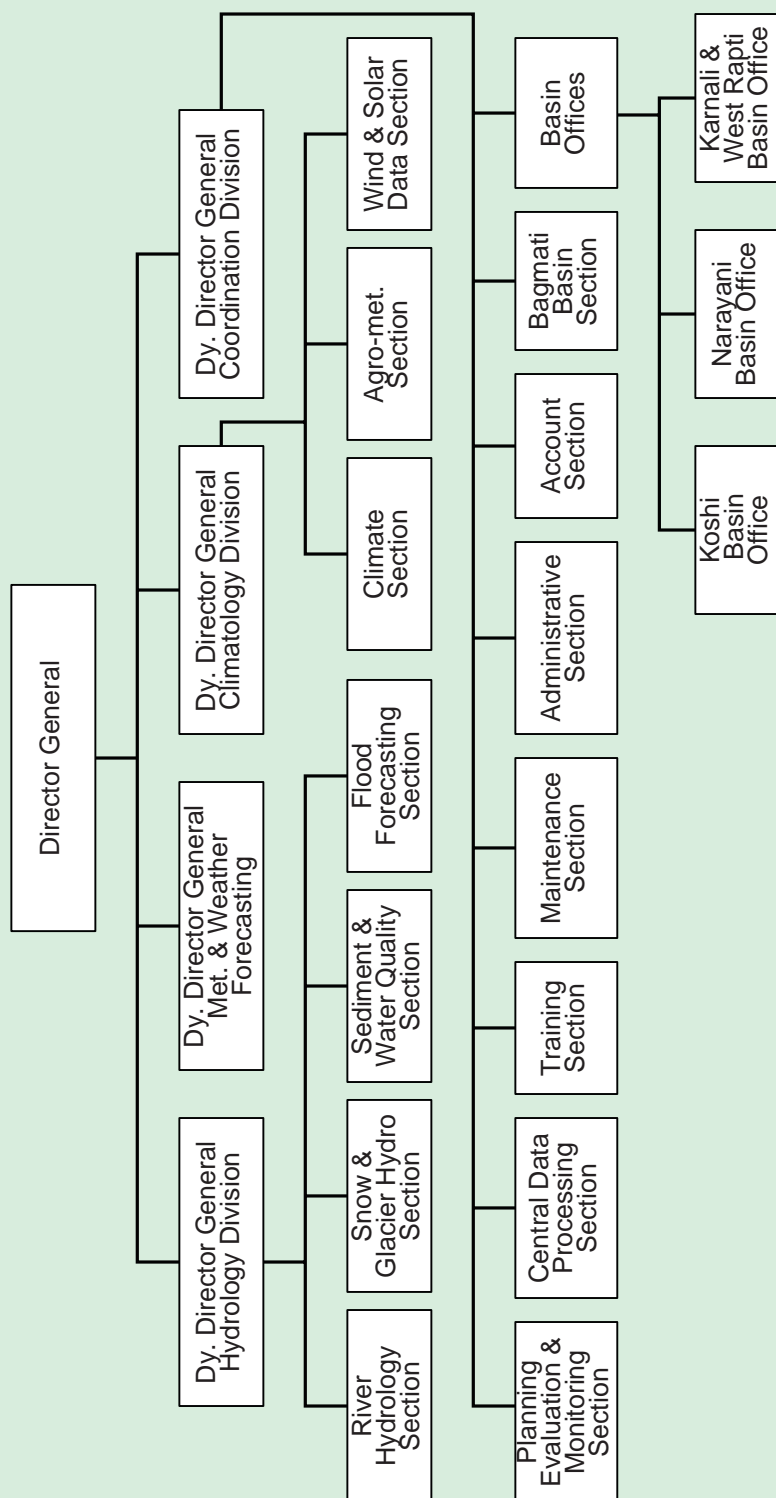 Director General
Dy. Director General
Hydrology Division
Dy. Director General
Met. & Weather
Forecasting
Dy. Director General
Climatology Division
Dy. Director General
Coordination Division
River
Hydrology
Section
Snow &
Glacier Hydro
Section
Sediment &
Water Quality
Section
Flood
Forecasting
Section
Climate
Section
Agro-met.
Section
Wind & Solar
Data Section
Planning
Evaluation &
Monitoring
Section
Central Data
Processing
Section
Training
Section
Maintenance
Section
Administrative
Section
Account
Section
Bagmati
Basin
Section
Basin
Offices
Koshi
Basin
Office
Narayani
Basin Office
Karnali &
West Rapti
Basin Office